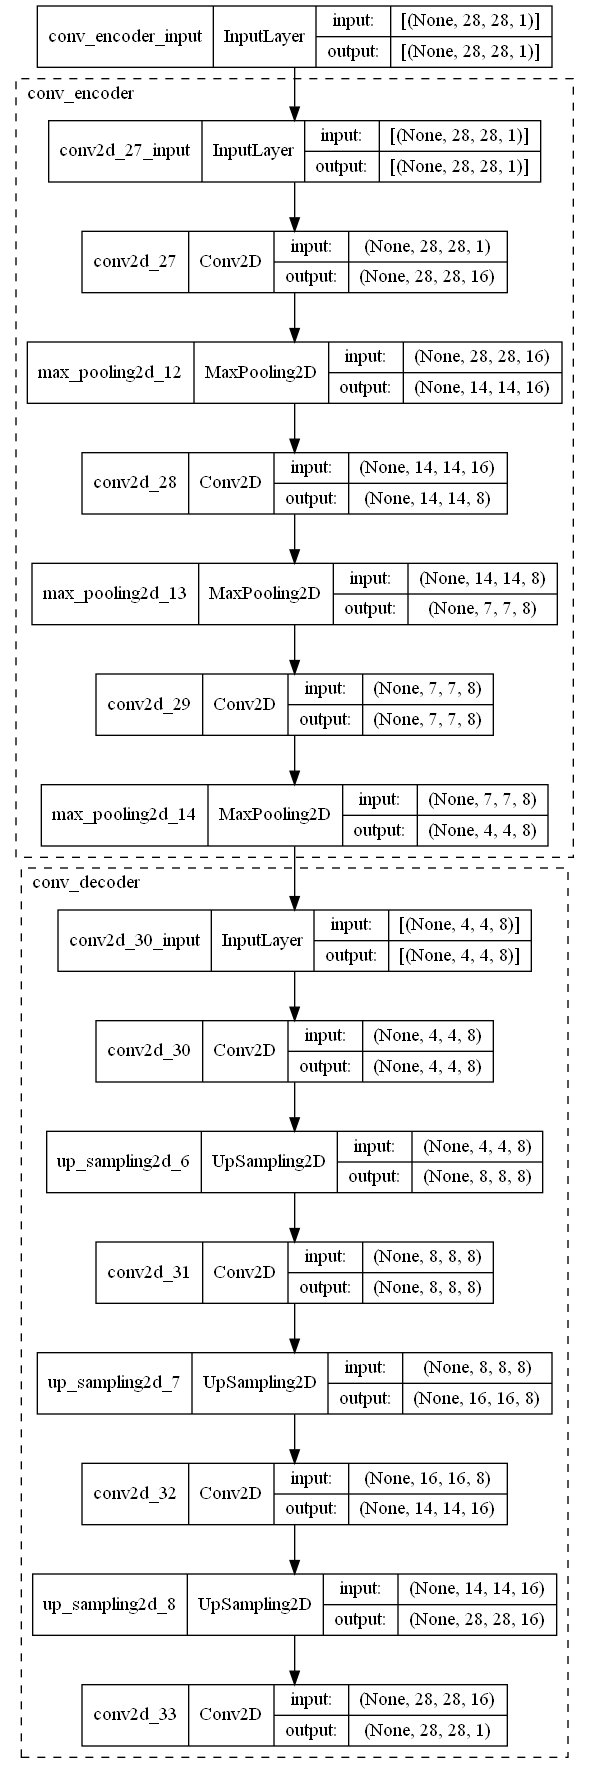 conv_encoder_input InputLayer input: [(None, 28, 28, 1)]
output: [(None, 28, 28, 1)]
conv_encoder
conv2d_27_input InputLayer input: [(None, 28, 28, 1)]
output: [(None, 28, 28, 1)]
conv2d_27 Conv2D input: (None, 28, 28, 1)
output: (None, 28, 28, 16)
max_pooling2d_12 MaxPooling2D input: (None, 28, 28, 16)
output: (None, 14, 14, 16)
conv2d_28 Conv2D input: (None, 14, 14, 16)
output: (None, 14, 14, 8)
max_pooling2d_13 MaxPooling2D input: (None, 14, 14, 8)
output: (None, 7, 7, 8)
conv2d_29 Conv2D input: (None, 7, 7, 8)
output: (None, 7, 7, 8)
max_pooling2d_14 MaxPooling2D input: (None, 7, 7, 8)
output: (None, 4, 4, 8)
conv_decoder
conv2d_30_input InputLayer input: [(None, 4, 4, 8)]
output: [(None, 4, 4, 8)]
conv2d_30 Conv2D input: (None, 4, 4, 8)
output: (None, 4, 4, 8)
up_sampling2d_6 UpSampling2D input: (None, 4, 4, 8)
output: (None, 8, 8, 8)
conv2d_31 Conv2D input: (None, 8, 8, 8)
output: (None, 8, 8, 8)
up_sampling2d_7 UpSampling2D input: (None, 8, 8, 8)
output: (None, 16, 16, 8)
conv2d_32 Conv2D input: (None, 16, 16, 8)
output: (None, 14, 14, 16)
up_sampling2d_8 UpSampling2D input: (None, 14, 14, 16)
output: (None, 28, 28, 16)
conv2d_33 Conv2D input: (None, 28, 28, 16)
output: (None, 28, 28, 1)